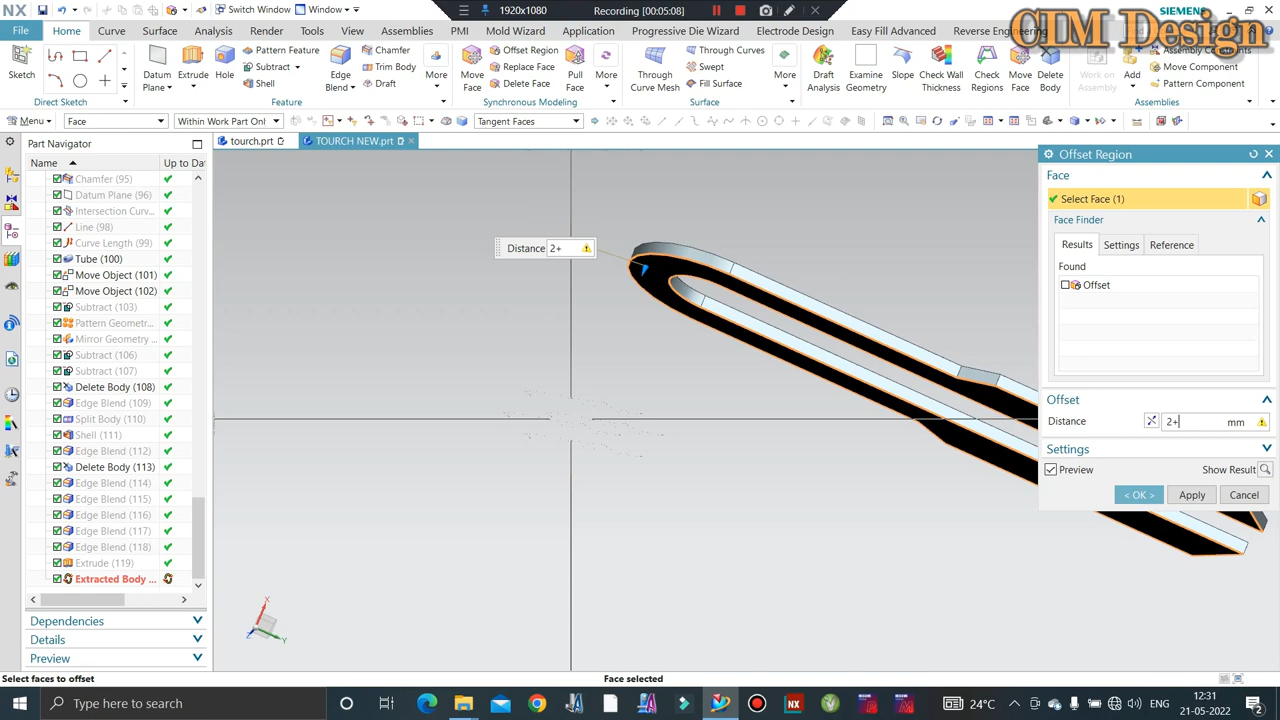 NX Switch Window Window 1920x1080 Recording [00:05:08] SIEMENS
CIM Design
File Home Curve Surface Analysis Render Tools View Assemblies Mold Wizard Application Progressive Die Wizard Electrode Design Easy Fill Advanced Reverse Engineering
Sketch
Datum Plane
Extrude
Hole
Pattern Feature
Subtract
Shell
Edge Blend
Chamfer
Trim Body
Draft
More
Move Face
Offset Region
Replace Face
Delete Face
Pull Face
More
Through Curve Mesh
Through Curves
Swept
Fill Surface
More
Draft Analysis
Examine Geometry
Slope
Check Wall Thickness
Check Regions
Move Face
Delete Body
Work on Assembly
Add
Assembly Constraints
Move Component
Pattern Component
Direct Sketch Feature Synchronous Modeling Surface Assemblies
Menu Face Within Work Part Only Tangent Faces
Part Navigator
tourch.prt TOURCH NEW.prt
Name Up to Da
Chamfer (95)
Datum Plane (96)
Intersection Curv...
Line (98)
Curve Length (99)
Tube (100)
Move Object (101)
Move Object (102)
Subtract (103)
Pattern Geometr...
Mirror Geometry ...
Subtract (106)
Subtract (107)
Delete Body (108)
Edge Blend (109)
Split Body (110)
Shell (111)
Edge Blend (112)
Delete Body (113)
Edge Blend (114)
Edge Blend (115)
Edge Blend (116)
Edge Blend (117)
Edge Blend (118)
Extrude (119)
Extracted Body ...
Dependencies
Details
Preview
Distance 2+
X
Y
Z
Offset Region
Face
Select Face (1)
Face Finder
Results Settings Reference
Found
Offset
Offset
Distance 2+ mm
Settings
Preview Show Result
< OK > Apply Cancel
Select faces to offset Face selected
Type here to search
24°C ENG
12:31
21-05-2022
2